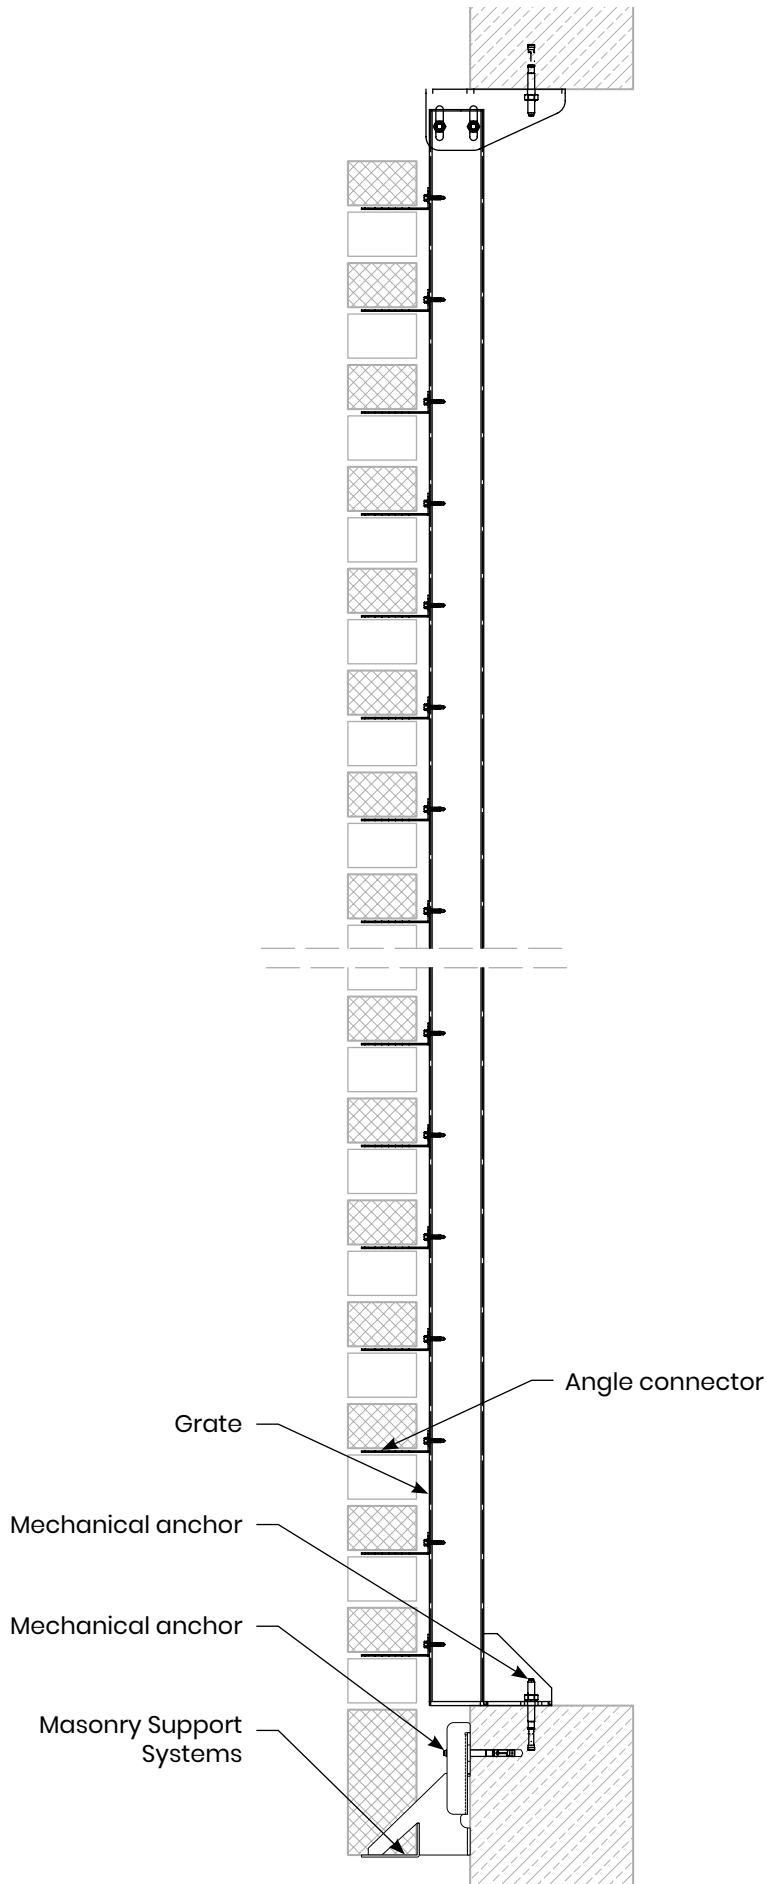 Angle connector
Grate
Mechanical anchor
Mechanical anchor
Masonry Support
Systems